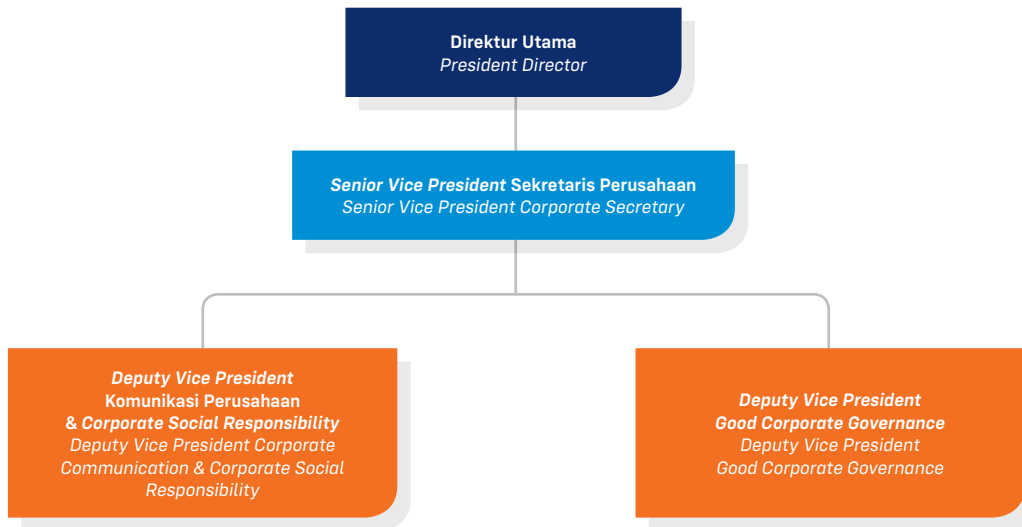 Direktur Utama
President Director
Senior Vice President Sekretaris Perusahaan
Senior Vice President Corporate Secretary
Deputy Vice President
Komunikasi Perusahaan
& Corporate Social Responsibility
Deputy Vice President Corporate
Communication & Corporate Social
Responsibility
Deputy Vice President
Good Corporate Governance
Deputy Vice President
Good Corporate Governance